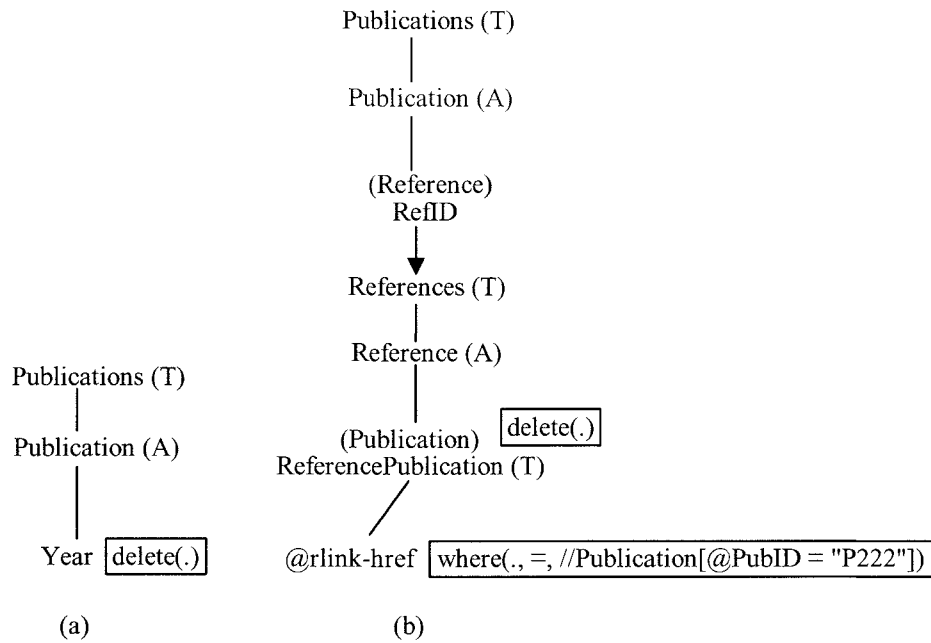 Publications (T)
Publication (A)
(Reference)
RefID
References (T)
Reference (A)
(Publication) delete(.)
ReferencePublication (T)
@rlink-href where(., =, //Publication[@PubID = "P222"])
(b)
Publications (T)
Publication (A)
Year delete(.)
(a)